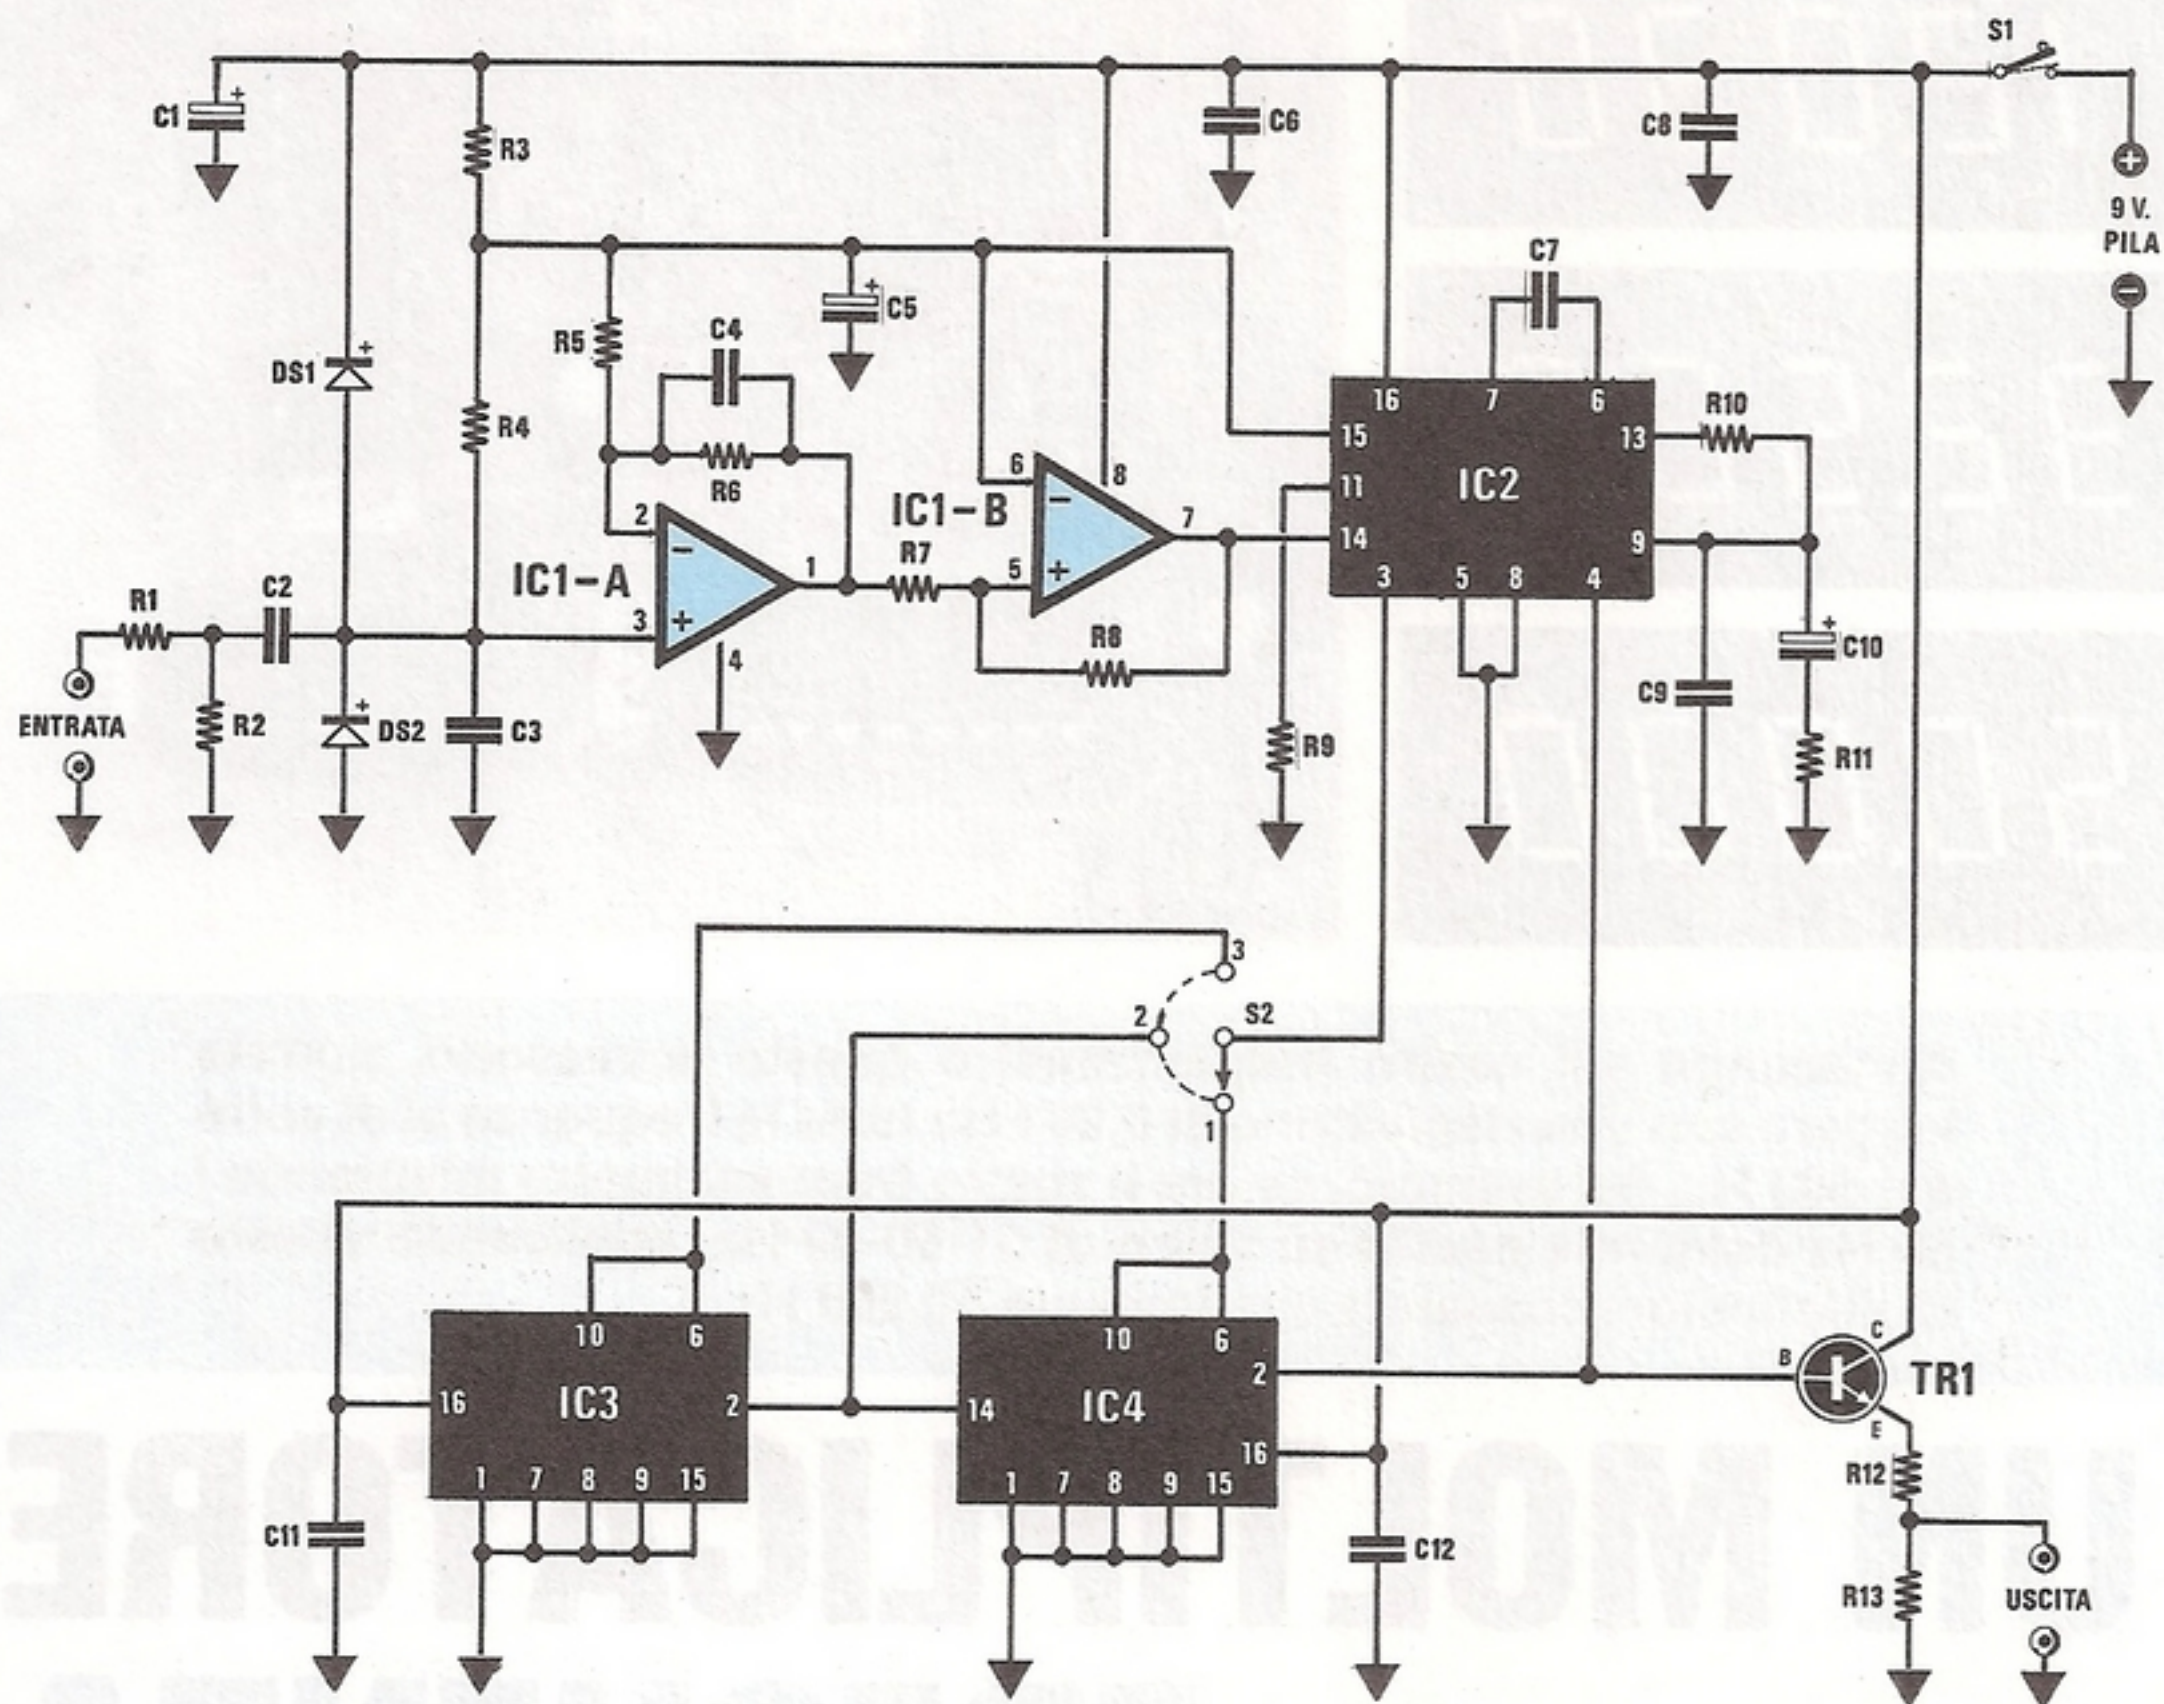 S1
C1 +
R3
C6
C8
+
9 V.
PILA
−
DS1 +
R5
C4
+ C5
C7
R4
R6
16 7 6
15
13
R10
11
IC2
14
9
3 5 8 4
6
8
IC1-B
7
5
2
IC1-A
1
R7
3
4
R8
R1
C2
ENTRATA
R2
+ DS2
C3
R9
C9
+ C10
R11
3
2
S2
1
10 6
16
IC3
2
1 7 8 9 15
10 6
2
14
IC4
16
1 7 8 9 15
C
B
TR1
E
R12
C11
C12
R13
USCITA
UN MOLTIPLICATORE